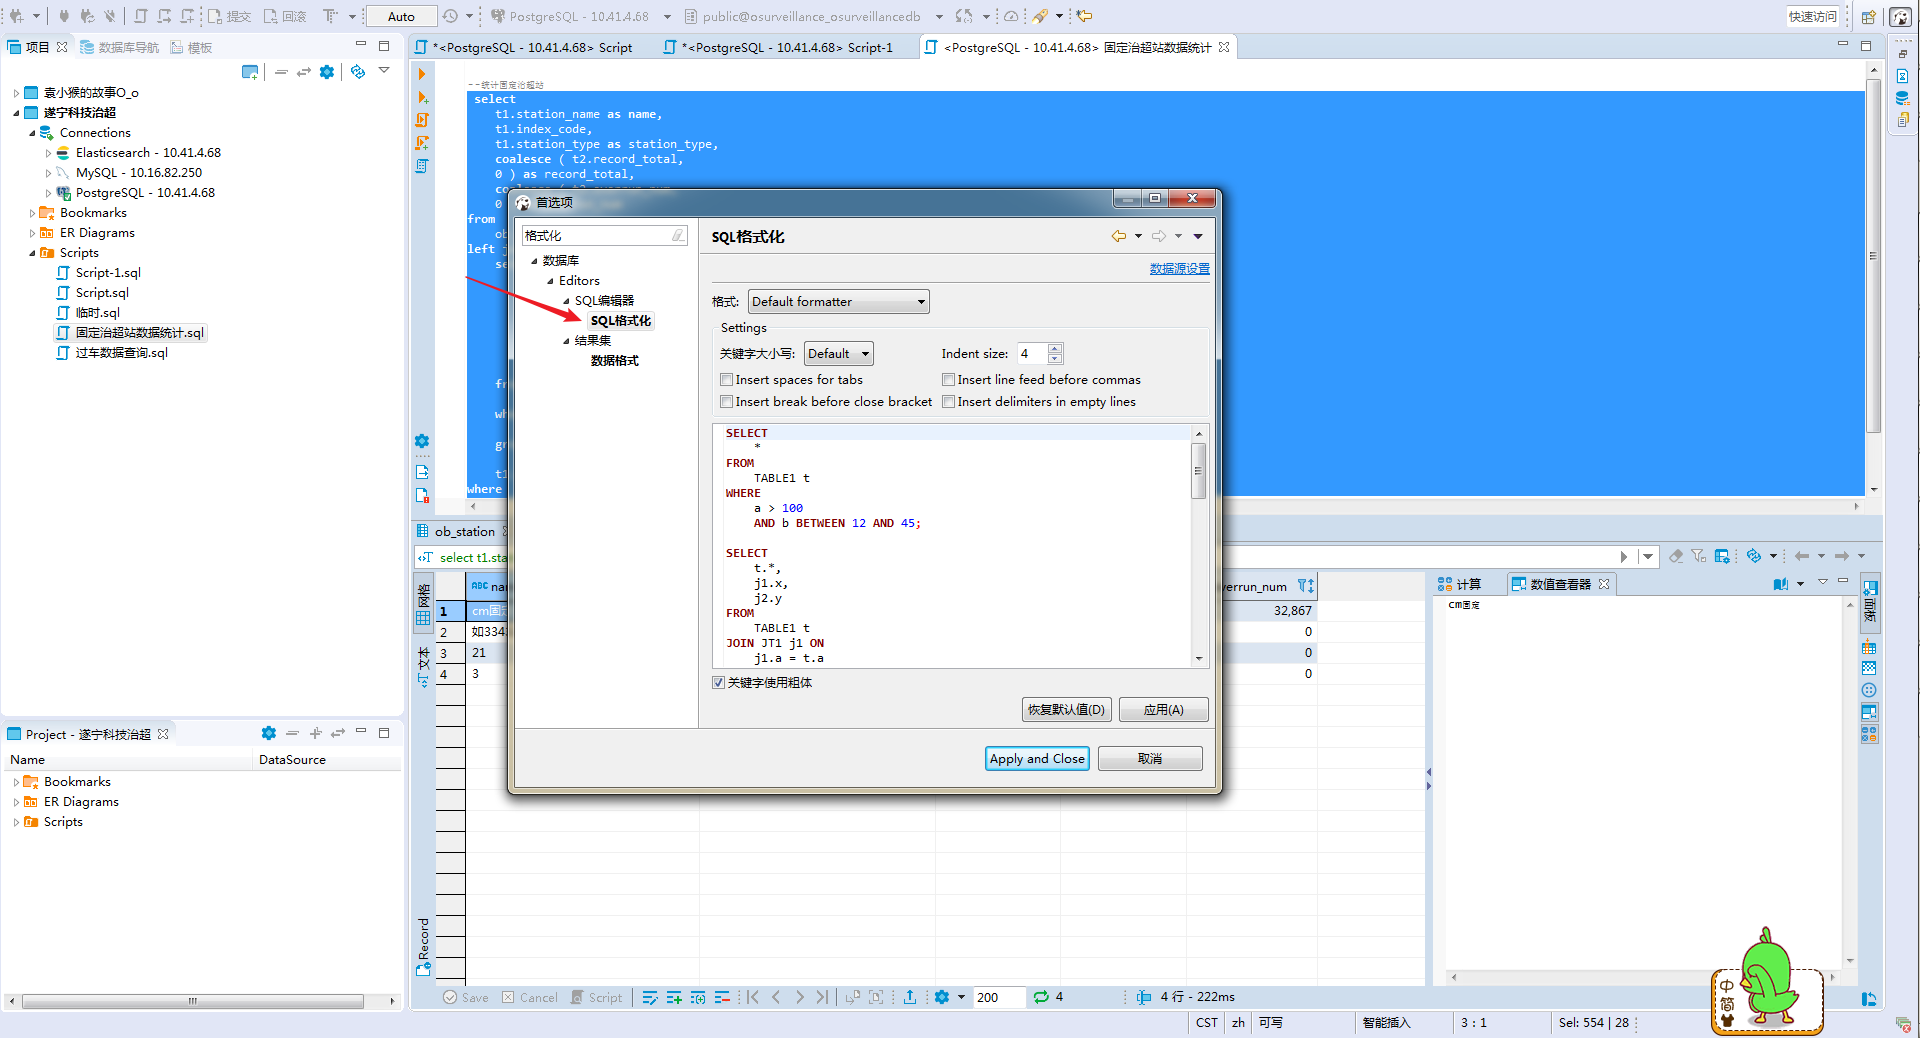 提交
回滚
Auto
PostgreSQL - 10.41.4.68
public@osurveillance_osurveillancedb
快速访问
项目
数据库导航
模板
*<PostgreSQL - 10.41.4.68> Script
*<PostgreSQL - 10.41.4.68> Script-1
<PostgreSQL - 10.41.4.68> 固定治超站数据统计
袁小猴的故事O_o
遂宁科技治超
Connections
Elasticsearch - 10.41.4.68
MySQL - 10.16.82.250
PostgreSQL - 10.41.4.68
Bookmarks
ER Diagrams
Scripts
Script-1.sql
Script.sql
临时.sql
固定治超站数据统计.sql
过车数据查询.sql
--统计固定治超站
select
t1.station_name as name,
t1.index_code,
t1.station_type as station_type,
coalesce ( t2.record_total,
0 ) as record_total,
0
from
ob
left j
se
fr
wh
gr
t1
where
首选项
格式化
数据库
Editors
SQL编辑器
SQL格式化
结果集
数据格式
SQL格式化
数据源设置
格式: Default formatter
Settings
关键字大小写: Default
Indent size: 4
Insert spaces for tabs
Insert line feed before commas
Insert break before close bracket
Insert delimiters in empty lines
SELECT
*
FROM
TABLE1 t
WHERE
a > 100
AND b BETWEEN 12 AND 45;
SELECT
t.*,
j1.x,
j2.y
FROM
TABLE1 t
JOIN JT1 j1 ON
j1.a = t.a
关键字使用粗体
恢复默认值(D)
应用(A)
Apply and Close
取消
ob_station
select t1.sta
网格
文本
Record
ABC nan
verrun_num
1 cm固定 32,867
2 如334 0
3 21 0
4 3 0
计算
数值查看器
cm固定
面板
Project - 遂宁科技治超
Name
DataSource
Bookmarks
ER Diagrams
Scripts
Save
Cancel
Script
200
4
4 行 - 222ms
CST
zh
可写
智能插入
3 : 1
Sel: 554 | 28
中
简